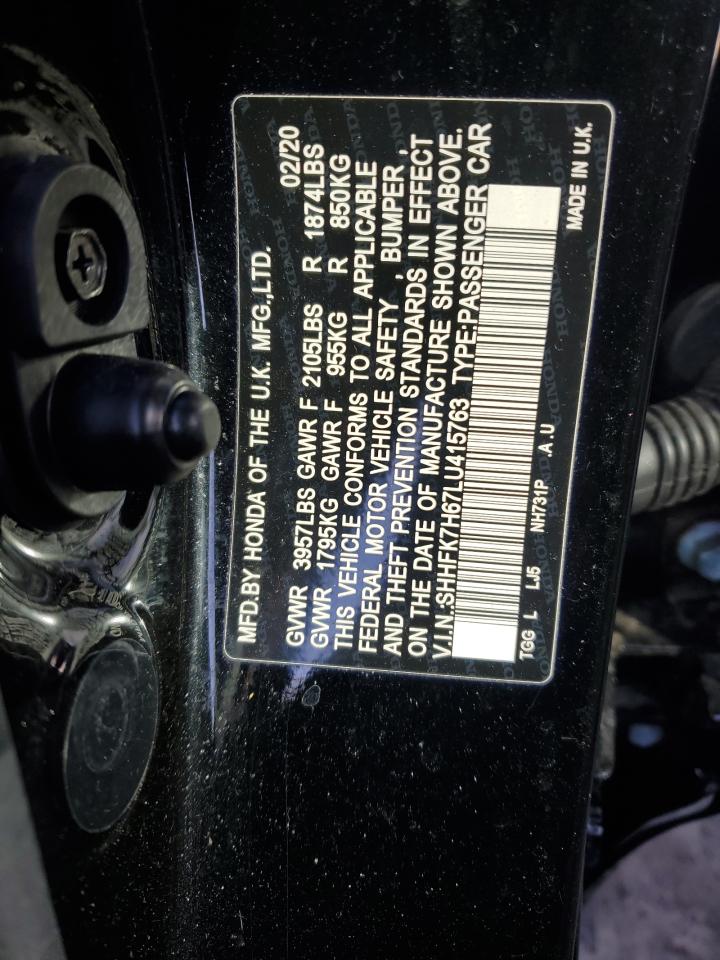 MFD.BY HONDA OF THE U.K. MFG.,LTD. 02/20
GVWR 3957LBS GAWR F 2105LBS R 1874LBS
GVWR 1795KG GAWR F 955KG R 850KG
THIS VEHICLE CONFORMS TO ALL APPLICABLE
FEDERAL MOTOR VEHICLE SAFETY , BUMPER ,
AND THEFT PREVENTION STANDARDS IN EFFECT
ON THE DATE OF MANUFACTURE SHOWN ABOVE.
V.I.N.:SHHFK7H67LU415763 TYPE:PASSENGER CAR
TGG L LJ5 NH731P .A.U MADE IN U.K.